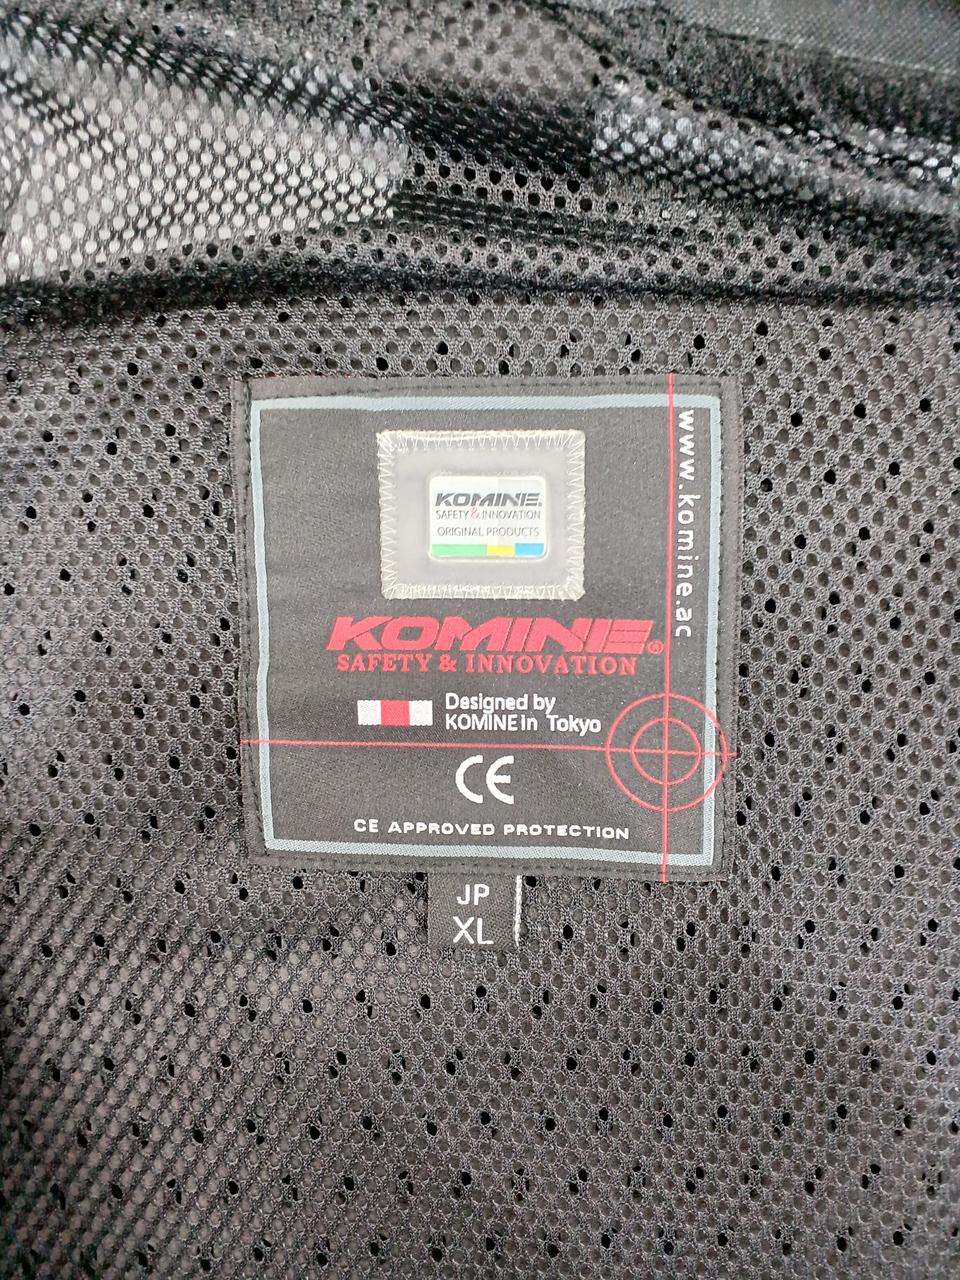 KOMINE.
SAFETY & INNOVATION
ORIGINAL PRODUCTS
www.komine.ac
KOMINE®
SAFETY & INNOVATION
Designed by
KOMINE in Tokyo
CE
CE APPROVED PROTECTION
JP
XL